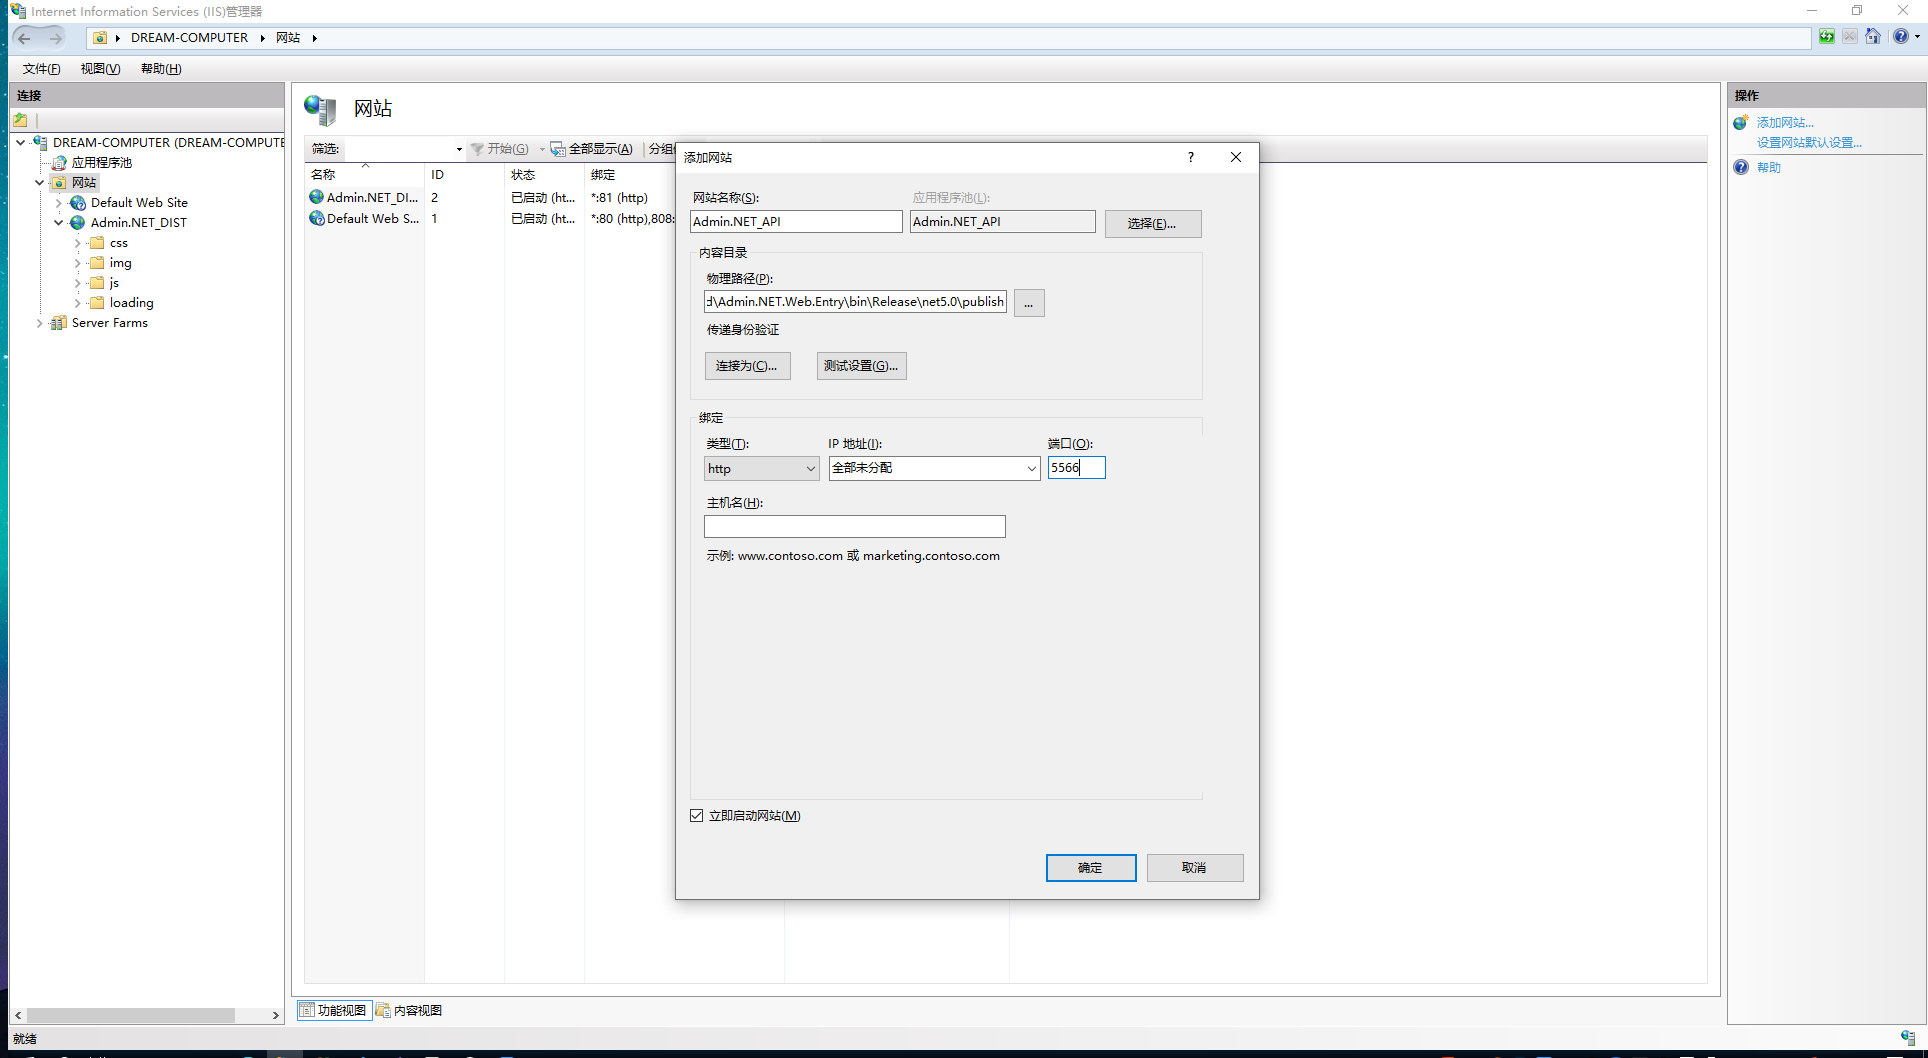 Internet Information Services (IIS)管理器
DREAM-COMPUTER 网站
文件(F) 视图(V) 帮助(H)
连接
DREAM-COMPUTER (DREAM-COMPUTE
应用程序池
网站
Default Web Site
Admin.NET_DIST
css
img
js
loading
Server Farms
网站
筛选: 开始(G) 全部显示(A) 分组
名称 ID 状态 绑定
Admin.NET_DI... 2 已启动 (ht... *:81 (http)
Default Web S... 1 已启动 (ht... *:80 (http),808:
添加网站
?
网站名称(S): 应用程序池(L):
Admin.NET_API Admin.NET_API 选择(E)...
内容目录
物理路径(P):
d\Admin.NET.Web.Entry\bin\Release\net5.0\publish ...
传递身份验证
连接为(C)... 测试设置(G)...
绑定
类型(T): IP 地址(I): 端口(O):
http 全部未分配 5566
主机名(H):
示例: www.contoso.com 或 marketing.contoso.com
立即启动网站(M)
确定 取消
操作
添加网站...
设置网站默认设置...
帮助
功能视图 内容视图
就绪